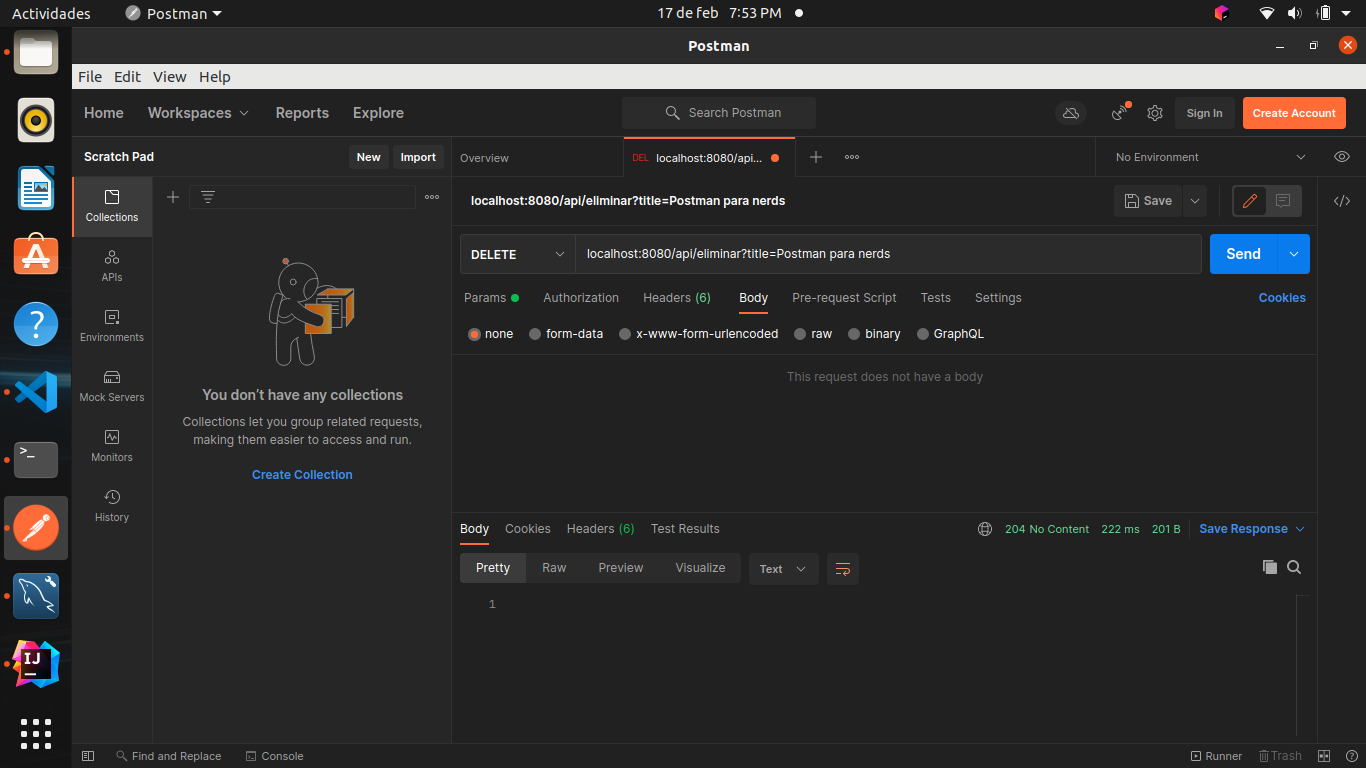 Actividades Postman 17 de feb 7:53 PM
Postman
File Edit View Help
Home Workspaces Reports Explore Search Postman Sign In Create Account
Scratch Pad New Import Overview DEL localhost:8080/api... No Environment
Collections
APIs
Environments
Mock Servers
Monitors
History
You don't have any collections
Collections let you group related requests,
making them easier to access and run.
Create Collection
localhost:8080/api/eliminar?title=Postman para nerds Save
DELETE localhost:8080/api/eliminar?title=Postman para nerds Send
Params Authorization Headers (6) Body Pre-request Script Tests Settings Cookies
none form-data x-www-form-urlencoded raw binary GraphQL
This request does not have a body
Body Cookies Headers (6) Test Results 204 No Content 222 ms 201 B Save Response
Pretty Raw Preview Visualize Text
1
>_
IJ
Find and Replace Console Runner Trash